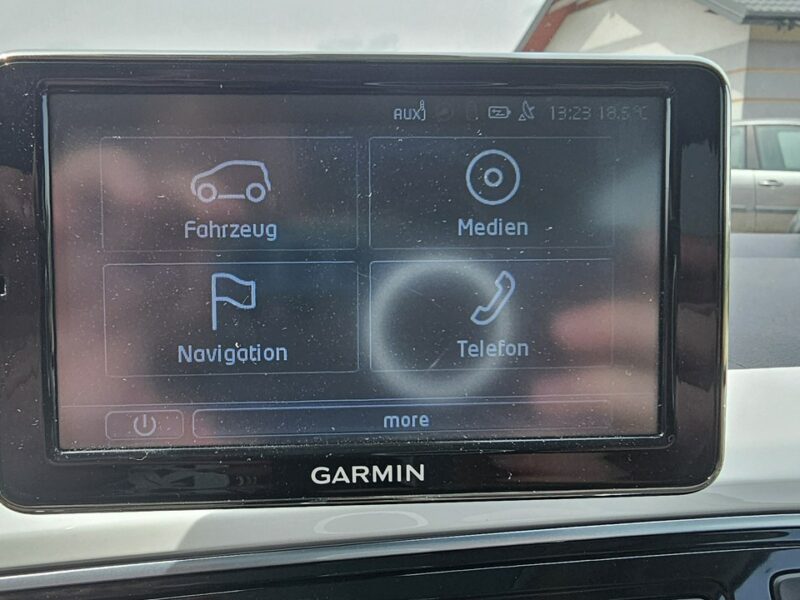 AUX 13:23 18.5°C
Fahrzeug
Medien
Navigation
Telefon
more
GARMIN